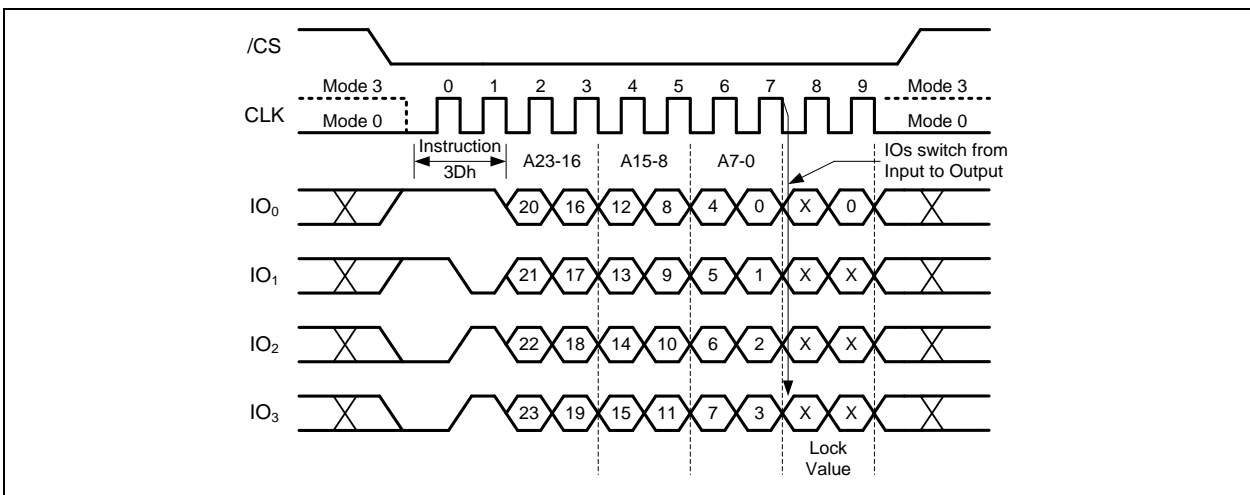 /CS
Mode 3 0 1 2 3 4 5 6 7 8 9 Mode 3
CLK
Mode 0 Mode 0
Instruction
3Dh
A23-16 A15-8 A7-0
IOs switch from
Input to Output
IO0 20 16 12 8 4 0 X 0
IO1 21 17 13 9 5 1 X X
IO2 22 18 14 10 6 2 X X
IO3 23 19 15 11 7 3 X X
Lock
Value